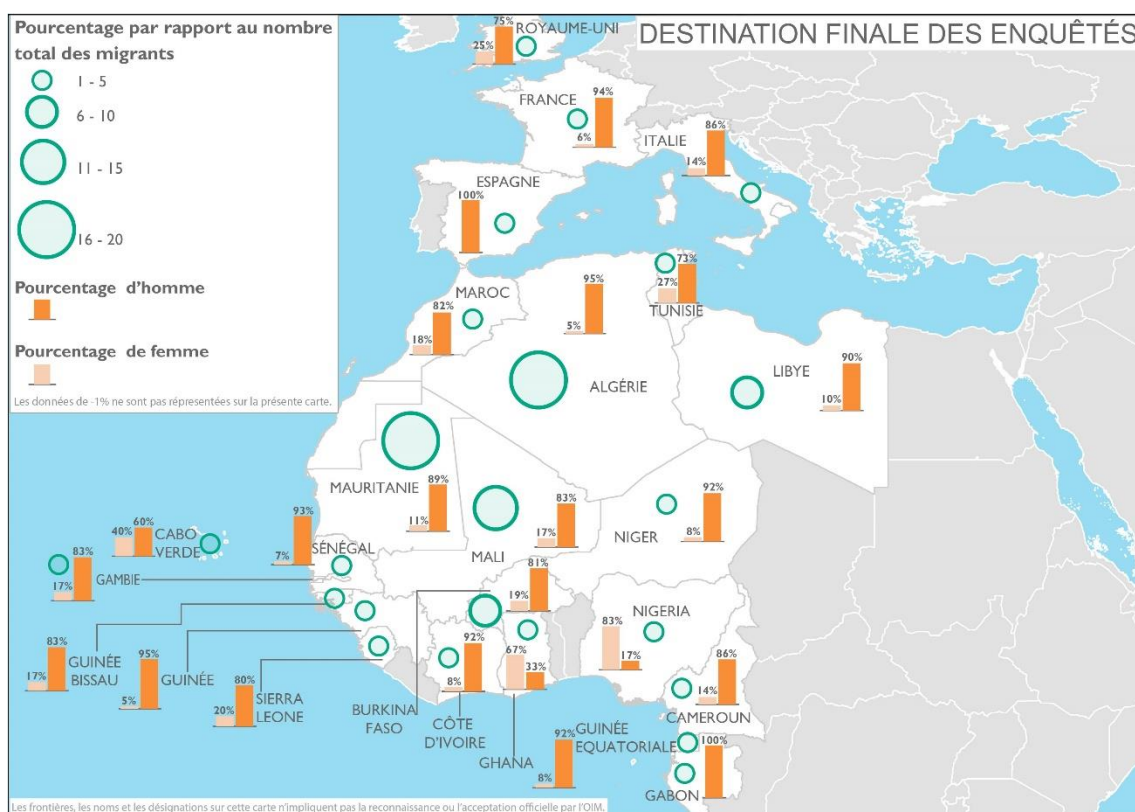 DESTINATION FINALE DES ENQUÊTÉS
Pourcentage par rapport au nombre
total des migrants
1 - 5
6 - 10
11 - 15
16 - 20
Pourcentage d'homme
Pourcentage de femme
Les données de -1% ne sont pas réprésentées sur la présente carte.
75%
ROYAUME-UNI
25%
94%
FRANCE
6%
86%
ITALIE
14%
ESPAGNE
100%
73%
27%
TUNISIE
MAROC
82%
18%
95%
5%
ALGÉRIE
LIBYE
90%
10%
MAURITANIE
89%
11%
83%
17%
MALI
92%
8%
NIGER
93%
7%
SÉNÉGAL
40%
60%
CABO
VERDE
83%
17%
GAMBIE
81%
19%
NIGERIA
83%
17%
83%
17%
GUINÉE
BISSAU
95%
5%
GUINÉE
80%
20%
SIERRA
LEONE
BURKINA
FASO
92%
8%
CÔTE
D'IVOIRE
67%
33%
GHANA
86%
14%
CAMEROUN
92%
8%
GUINÉE
EQUATORIALE
100%
GABON
Les frontières, les noms et les désignations sur cette carte n'impliquent pas la reconnaissance ou l'acceptation officielle par l'OIM.